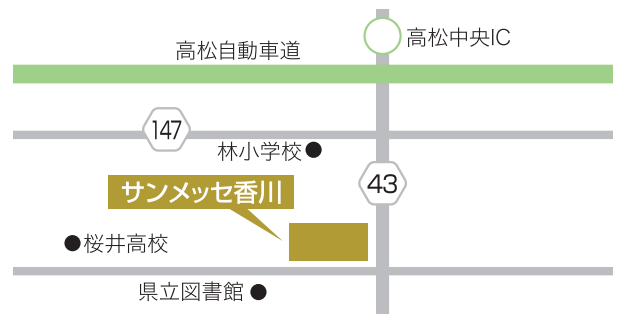 高松中央IC
高松自動車道
147
林小学校
43
サンメッセ香川
桜井高校
県立図書館